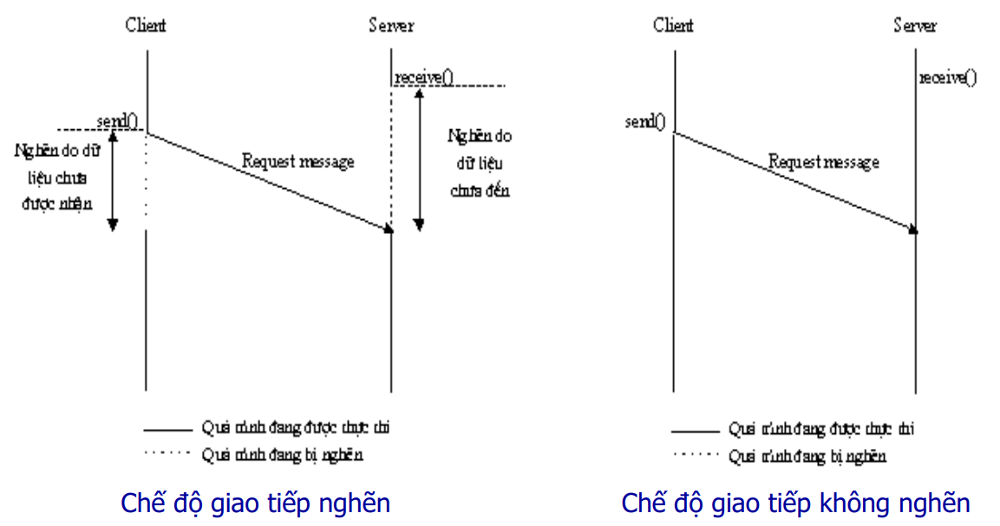 Client
Server
receive()
send()
Nghẽn do dữ
liệu chưa
được nhận
Request message
Nghẽn do
dữ liệu
chưa đến
Quá trình đang được thực thi
Quá trình đang bị nghẽn
Chế độ giao tiếp nghẽn
Client
Server
receive()
send()
Request message
Quá trình đang được thực thi
Quá trình đang bị nghẽn
Chế độ giao tiếp không nghẽn